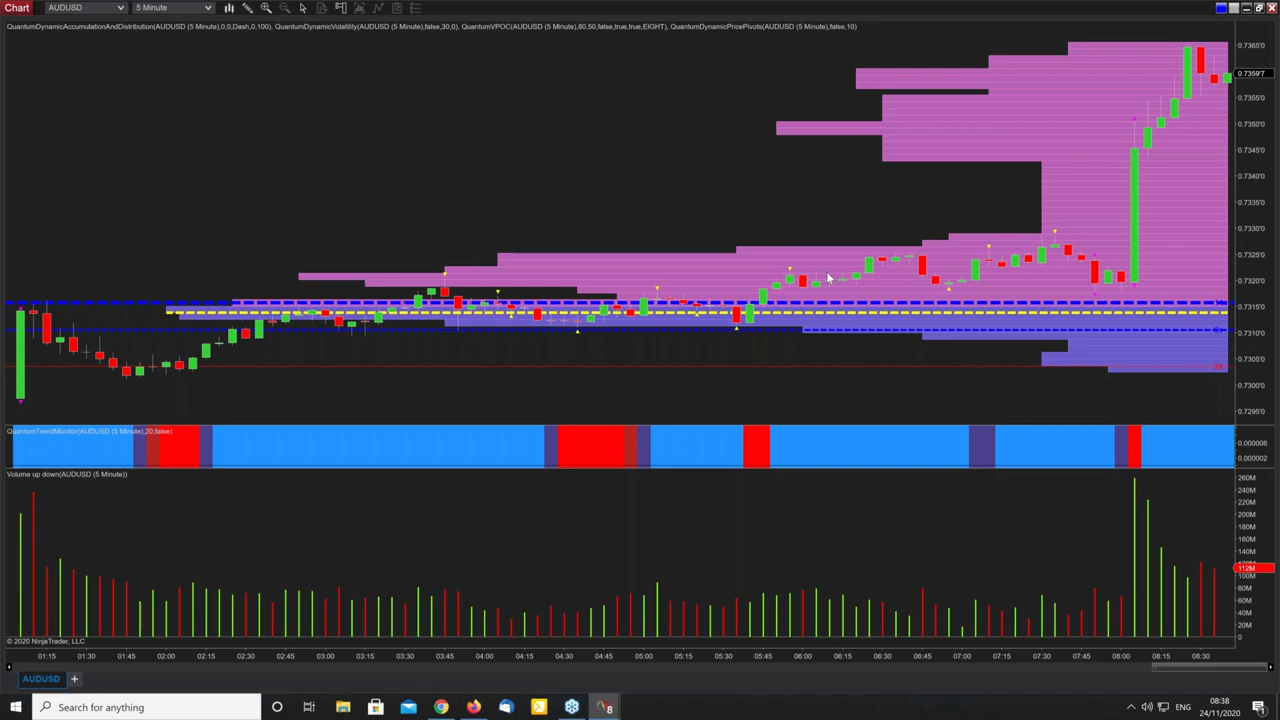 Chart AUDUSD 5 Minute
QuantumDynamicAccumulationAndDistribution(AUDUSD (5 Minute),0,0,Dash,0,100), QuantumDynamicVolatility(AUDUSD (5 Minute),false,30,0), QuantumVPOC(AUDUSD (5 Minute),80,50,false,true,true,EIGHT), QuantumDynamicPricePivots(AUDUSD (5 Minute),false,10)
0.7365'0
0.7359'7
0.7355'0
0.7350'0
0.7345'0
0.7340'0
0.7335'0
0.7330'0
0.7325'0
0.7320'0
0.7315'0
0.7310'0
0.7305'0
0.7300'0
0.7295'0
QuantumTrendMonitor(AUDUSD (5 Minute),20,false)
0.000006
0.000002
Volume up down(AUDUSD (5 Minute))
260M
240M
220M
200M
180M
160M
140M
112M
100M
80M
60M
40M
20M
0
© 2020 NinjaTrader, LLC
01:15 01:30 01:45 02:00 02:15 02:30 02:45 03:00 03:15 03:30 03:45 04:00 04:15 04:30 04:45 05:00 05:15 05:30 05:45 06:00 06:15 06:30 06:45 07:00 07:15 07:30 07:45 08:00 08:15 08:30
AUDUSD +
Search for anything
ENG
08:38
24/11/2020